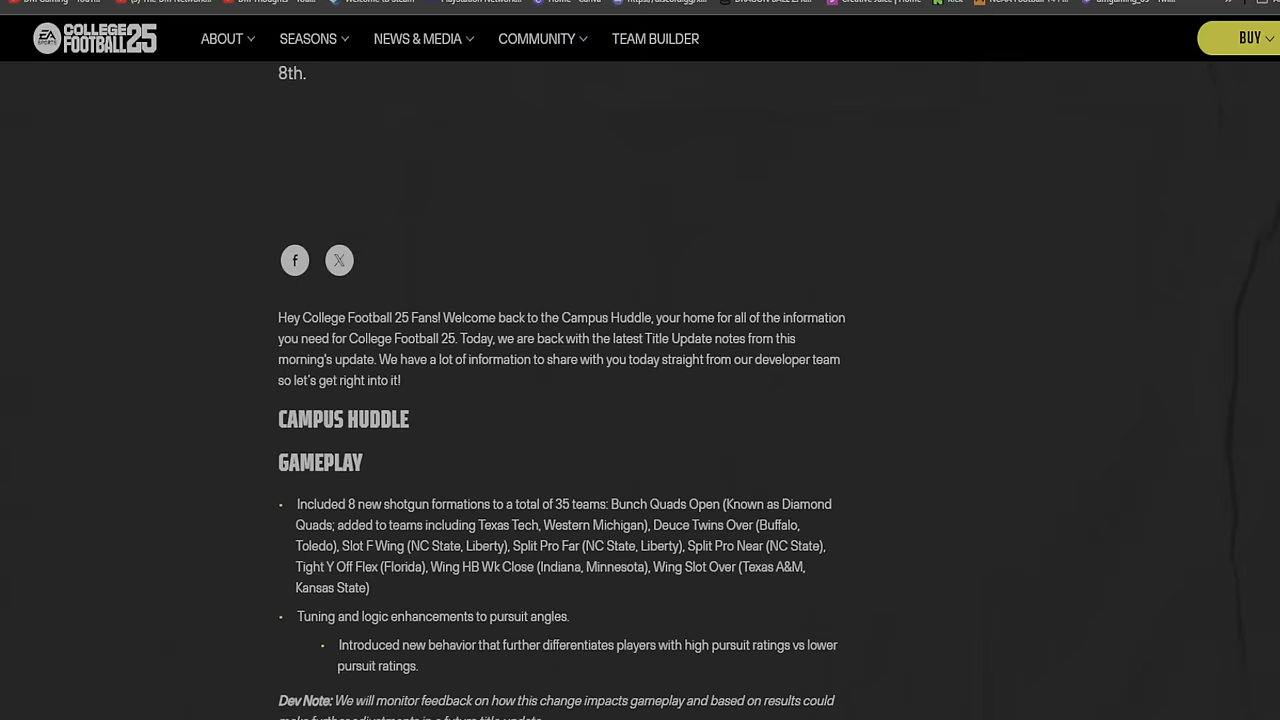 EA SPORTS COLLEGE FOOTBALL 25 ABOUT SEASONS NEWS & MEDIA COMMUNITY TEAM BUILDER BUY
8th.
f X
Hey College Football 25 Fans! Welcome back to the Campus Huddle, your home for all of the information
you need for College Football 25. Today, we are back with the latest Title Update notes from this
morning's update. We have a lot of information to share with you today straight from our developer team
so let's get right into it!
CAMPUS HUDDLE
GAMEPLAY
• Included 8 new shotgun formations to a total of 35 teams: Bunch Quads Open (Known as Diamond
Quads; added to teams including Texas Tech, Western Michigan), Deuce Twins Over (Buffalo,
Toledo), Slot F Wing (NC State, Liberty), Split Pro Far (NC State, Liberty), Split Pro Near (NC State),
Tight Y Off Flex (Florida), Wing HB Wk Close (Indiana, Minnesota), Wing Slot Over (Texas A&M,
Kansas State)
• Tuning and logic enhancements to pursuit angles.
• Introduced new behavior that further differentiates players with high pursuit ratings vs lower
pursuit ratings.
Dev Note: We will monitor feedback on how this change impacts gameplay and based on results could
make further adjustments in a future title update.